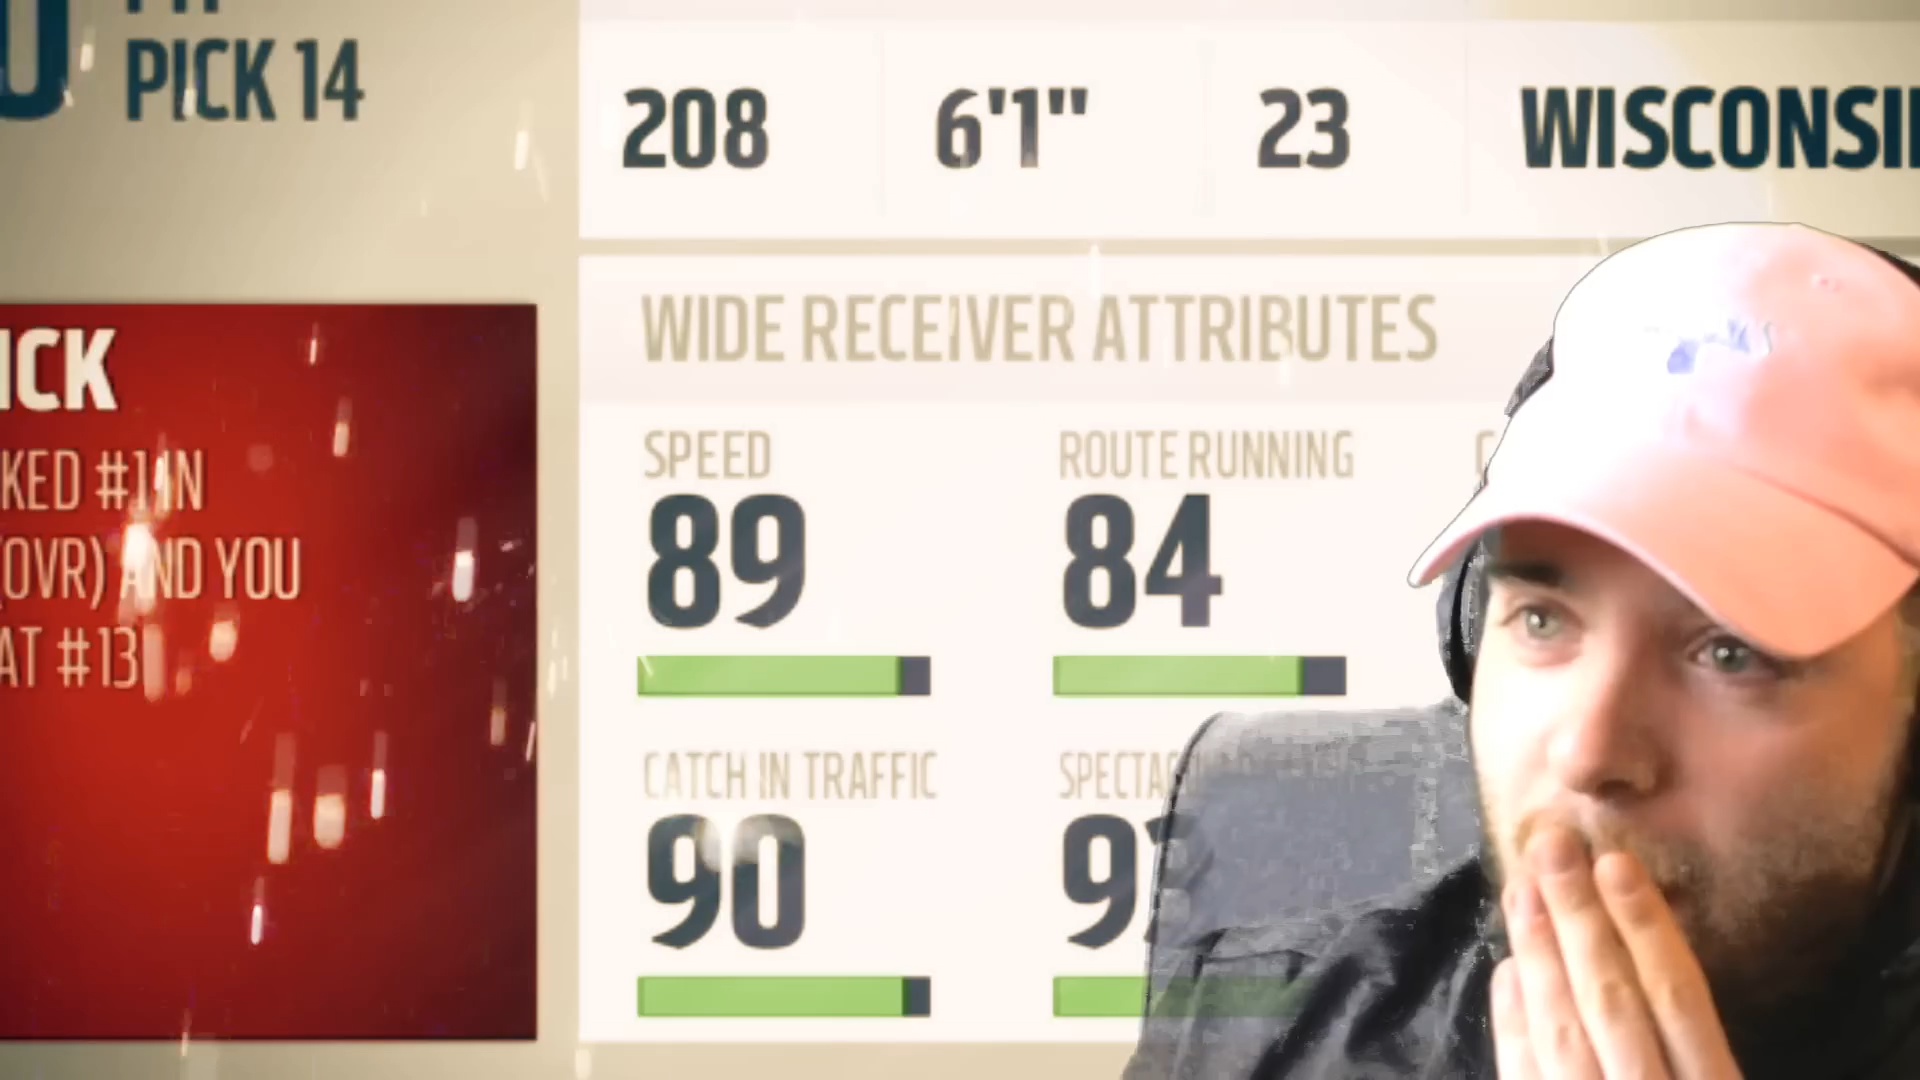 PICK 14
208 6'1" 23 WISCONSI
ICK
KED #1 IN
(OVR) AND YOU
AT #13
WIDE RECEIVER ATTRIBUTES
SPEED ROUTE RUNNING
89 84
CATCH IN TRAFFIC
90